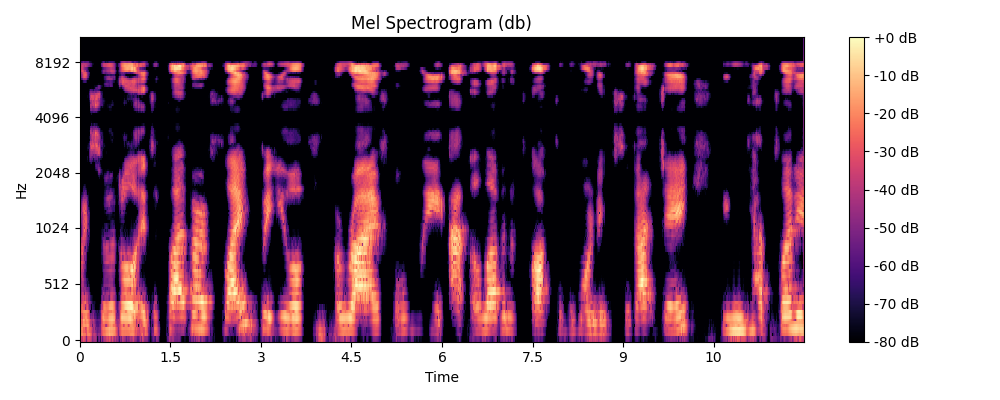 Mel Spectrogram (db)
8192
4096
2048
1024
512
0
Hz
0 1.5 3 4.5 6 7.5 9 10
Time
+0 dB
-10 dB
-20 dB
-30 dB
-40 dB
-50 dB
-60 dB
-70 dB
-80 dB